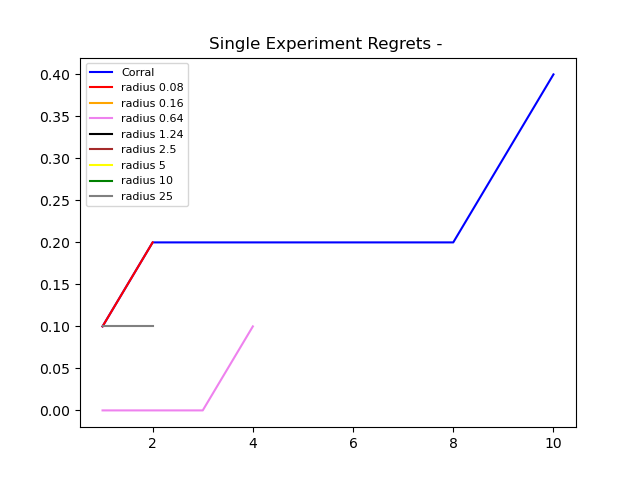 Single Experiment Regrets -
Corral
radius 0.08
radius 0.16
radius 0.64
radius 1.24
radius 2.5
radius 5
radius 10
radius 25
0.40
0.35
0.30
0.25
0.20
0.15
0.10
0.05
0.00
2 4 6 8 10